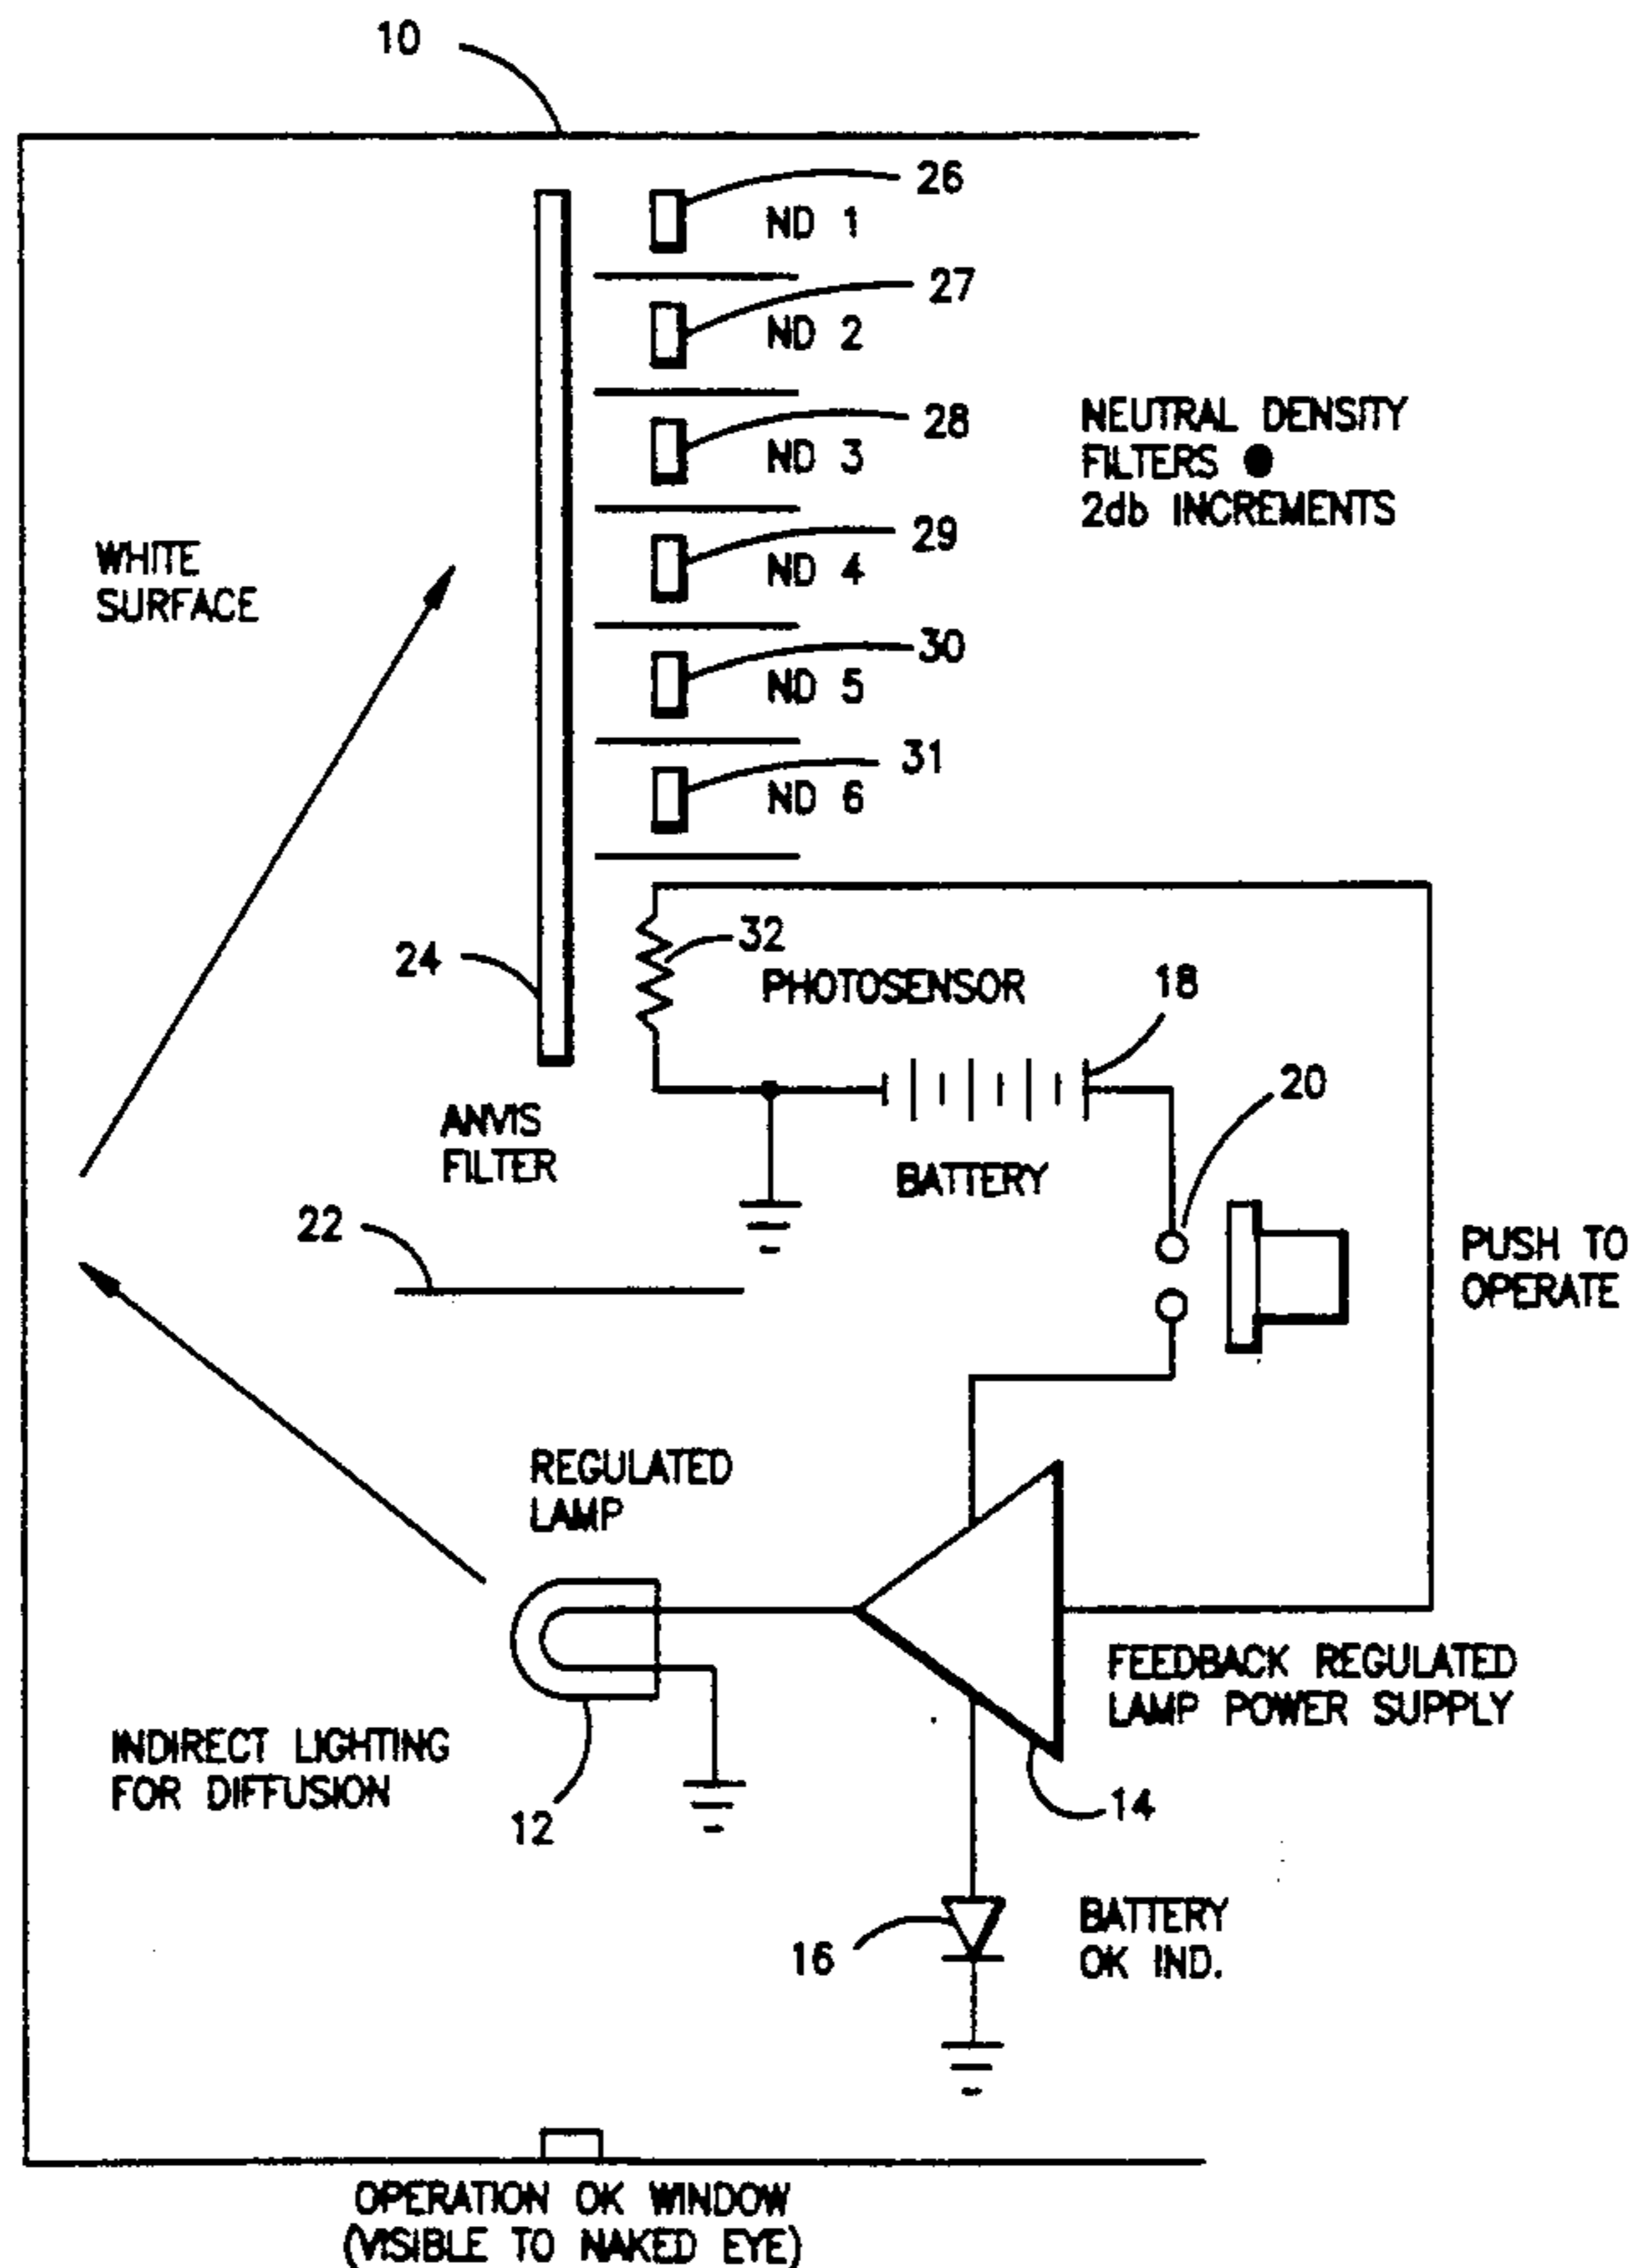 10
26
ND 1
27
ND 2
28
ND 3
NEUTRAL DENSITY
FILTERS ●
2db INCREMENTS
29
ND 4
WHITE
SURFACE
30
ND 5
31
ND 6
32
24
PHOTOSENSOR
18
20
ANVIS
FILTER
BATTERY
22
PUSH TO
OPERATE
REGULATED
LAMP
FEEDBACK REGULATED
LAMP POWER SUPPLY
INDIRECT LIGHTING
FOR DIFFUSION
12
14
BATTERY
OK IND.
16
OPERATION OK WINDOW
(VISIBLE TO NAKED EYE)